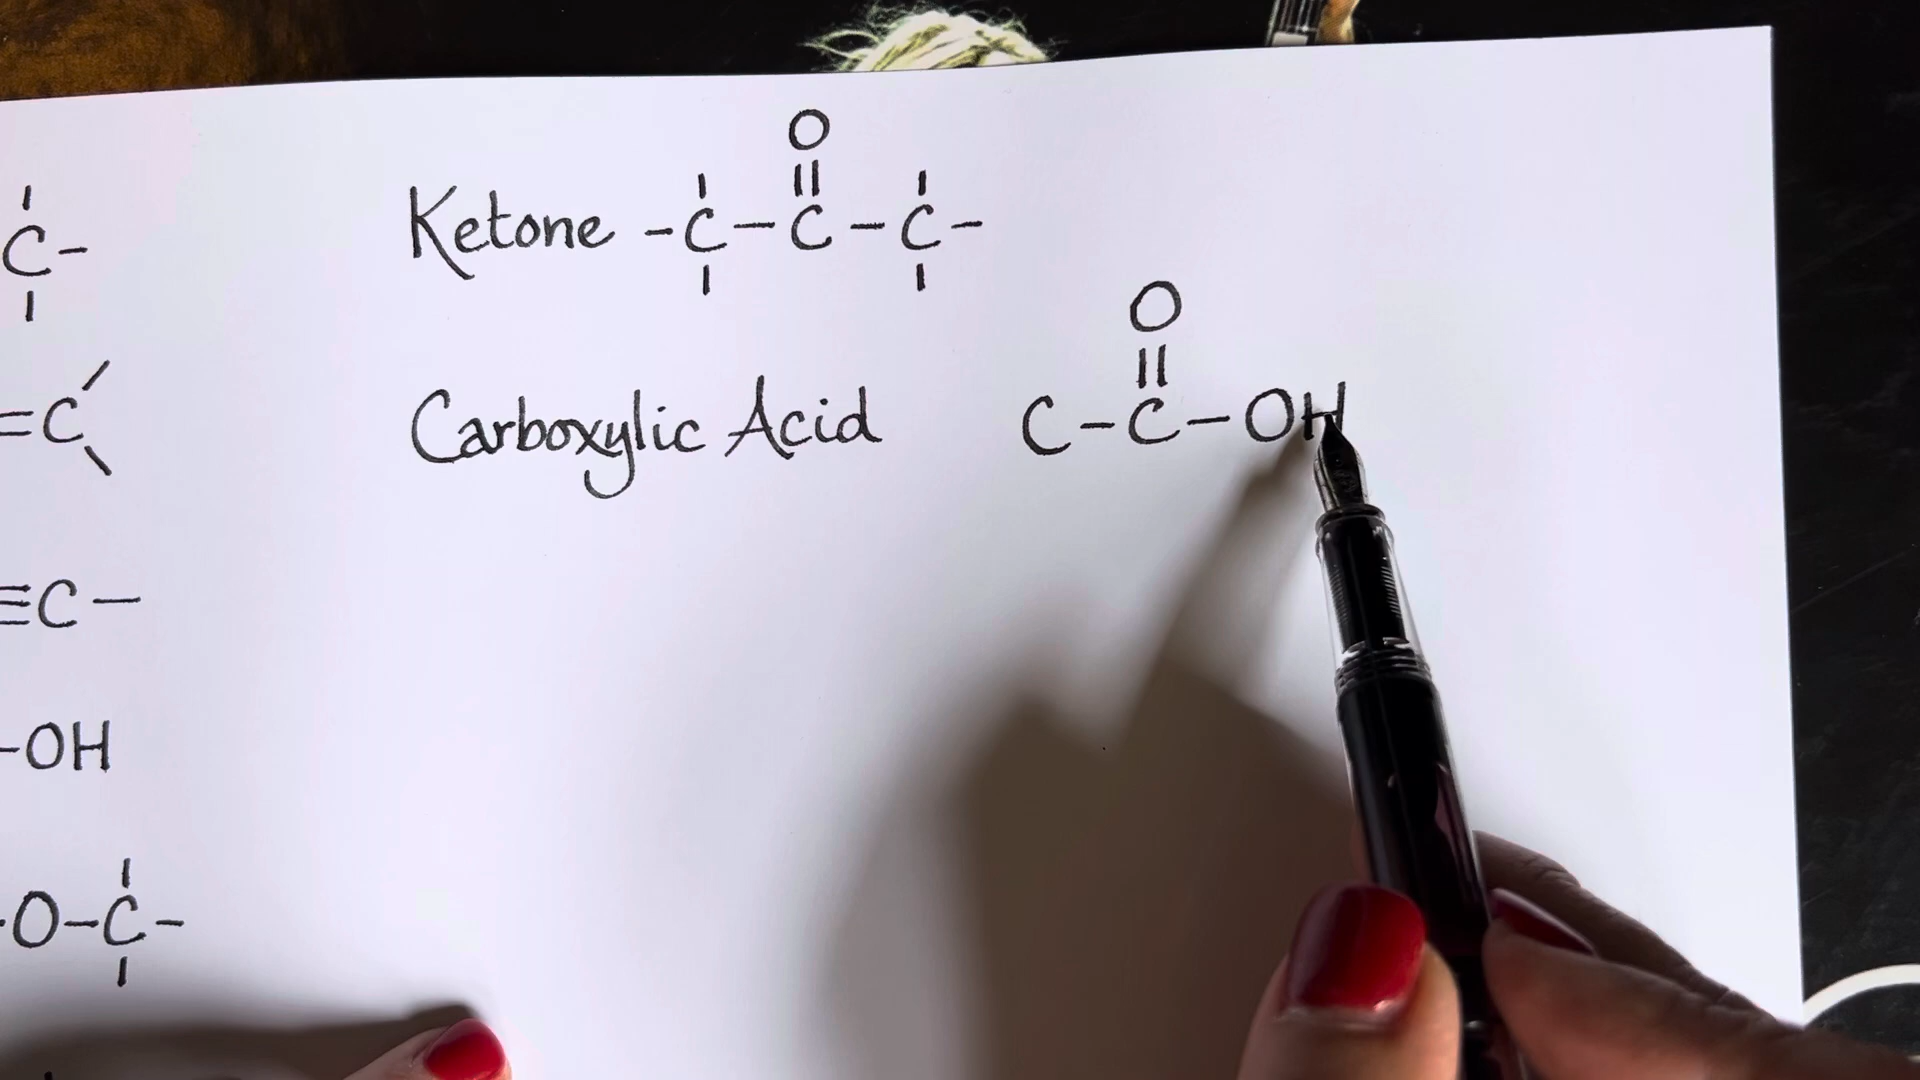 C-
=C
≡C-
-OH
-O-C-
O
||
Ketone -C-C-C-
O
||
Carboxylic Acid C-C-OH